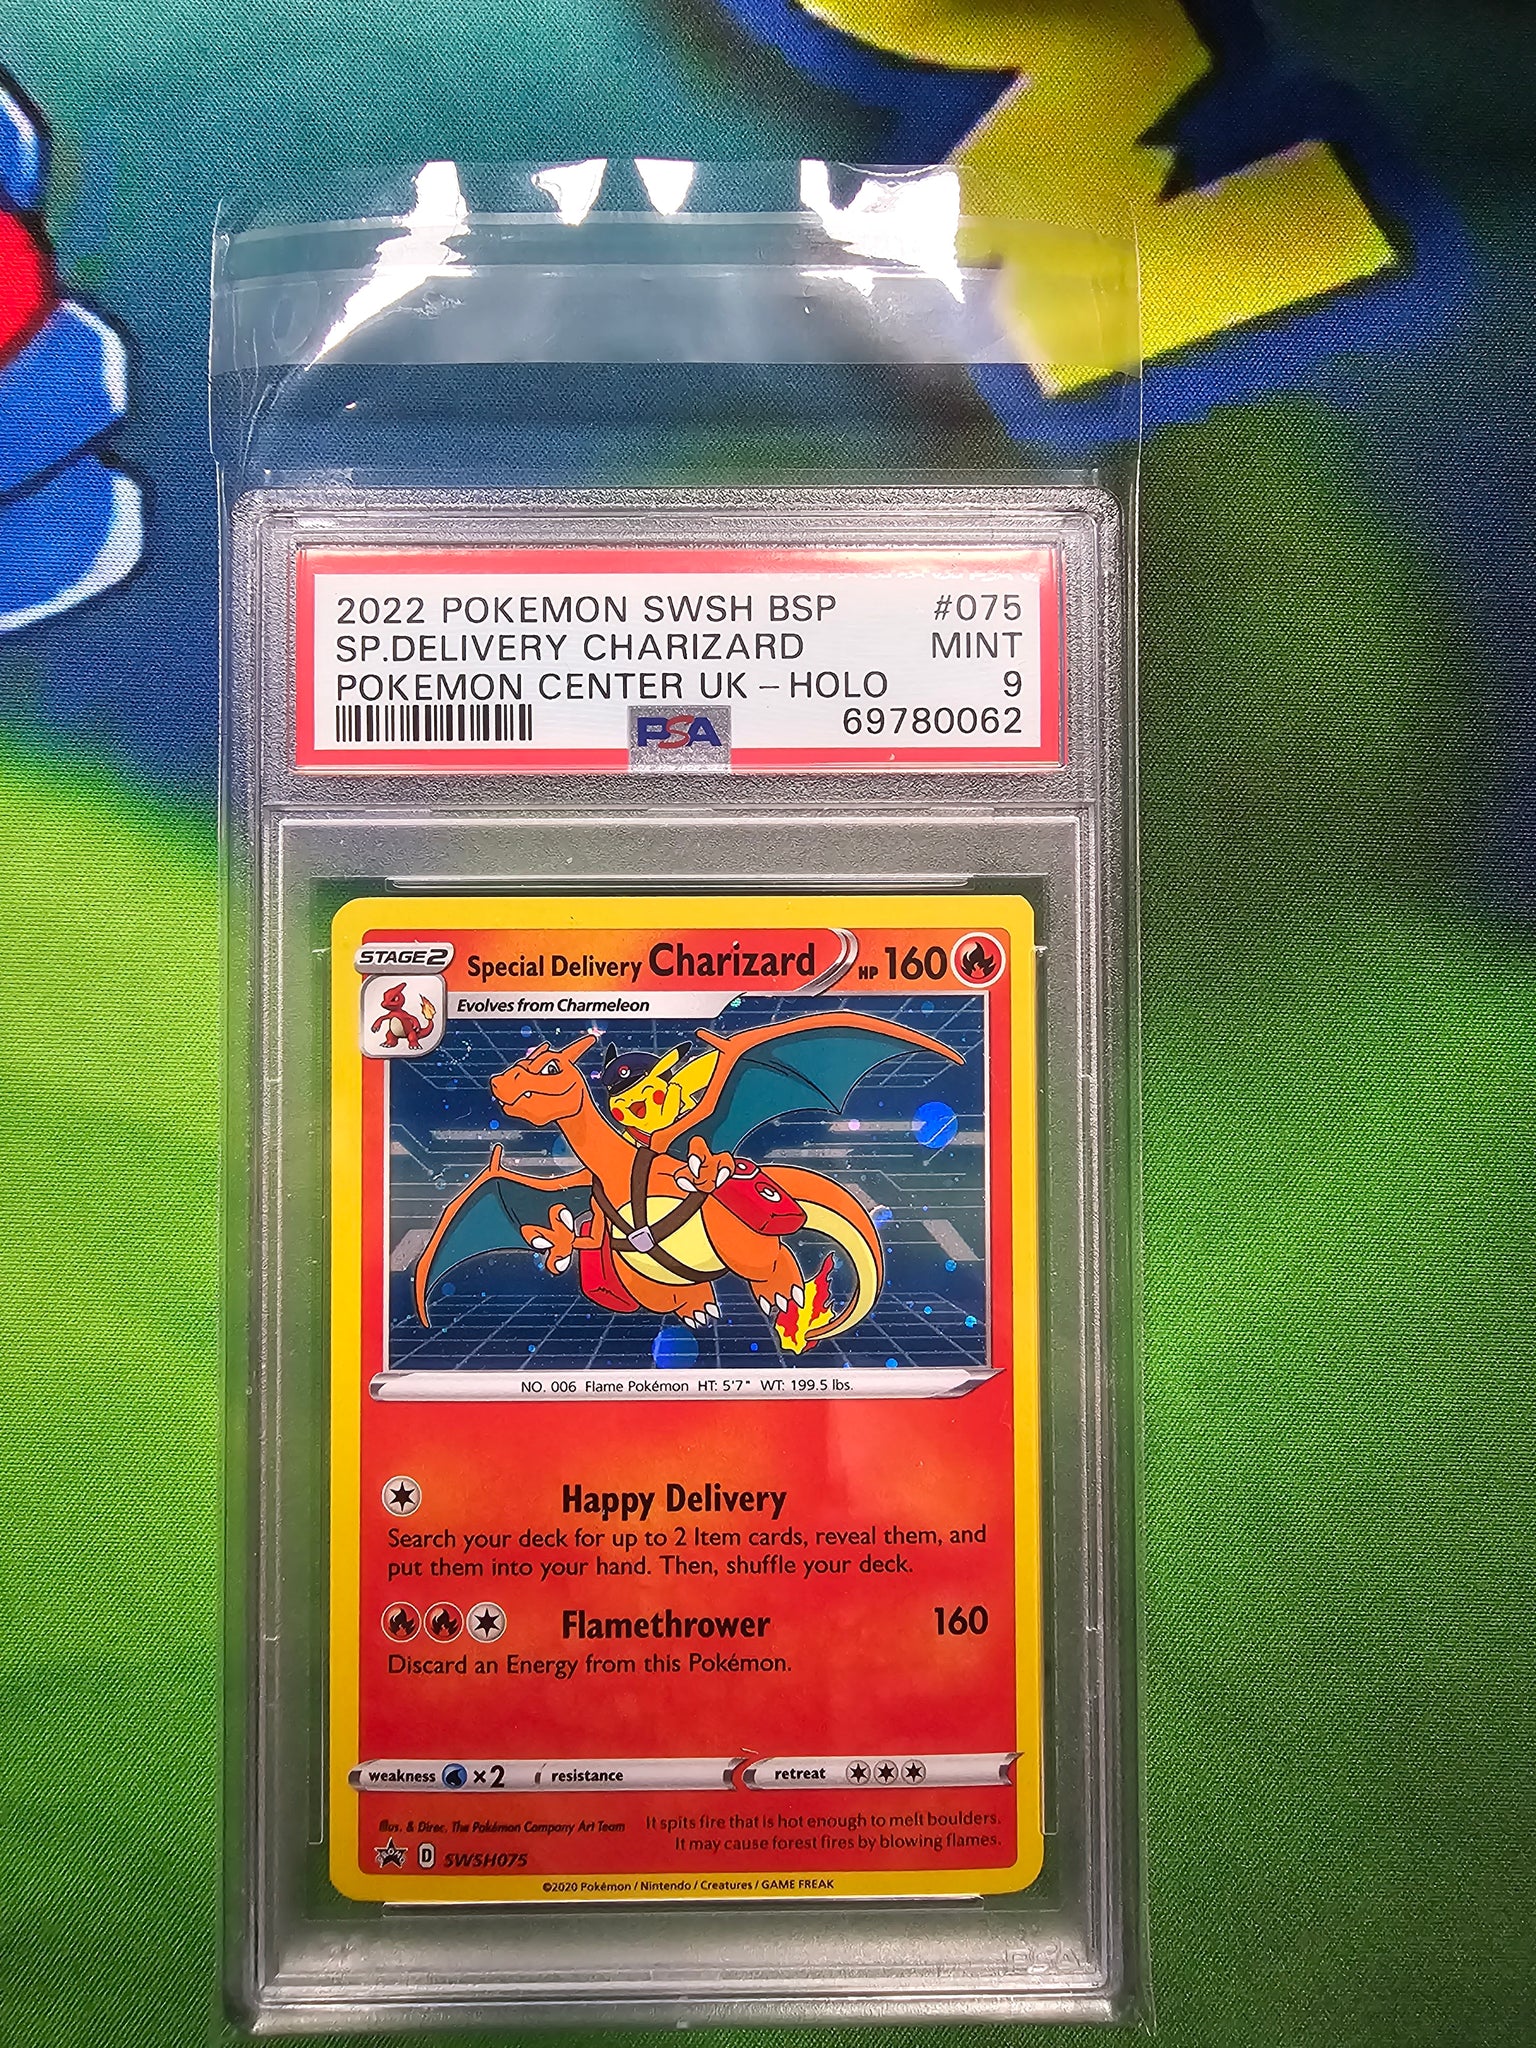 2022 POKEMON SWSH BSP #075
SP.DELIVERY CHARIZARD MINT
POKEMON CENTER UK - HOLO 9
PSA 69780062
STAGE2 Special Delivery Charizard HP 160
Evolves from Charmeleon
NO. 006 Flame Pokémon HT: 5'7" WT: 199.5 lbs.
Happy Delivery
Search your deck for up to 2 Item cards, reveal them, and
put them into your hand. Then, shuffle your deck.
Flamethrower 160
Discard an Energy from this Pokémon.
weakness ×2 resistance retreat
Illus. & Direc. The Pokémon Company Art Team
It spits fire that is hot enough to melt boulders.
It may cause forest fires by blowing flames.
PROMO D SWSH075
©2020 Pokémon / Nintendo / Creatures / GAME FREAK
PSA